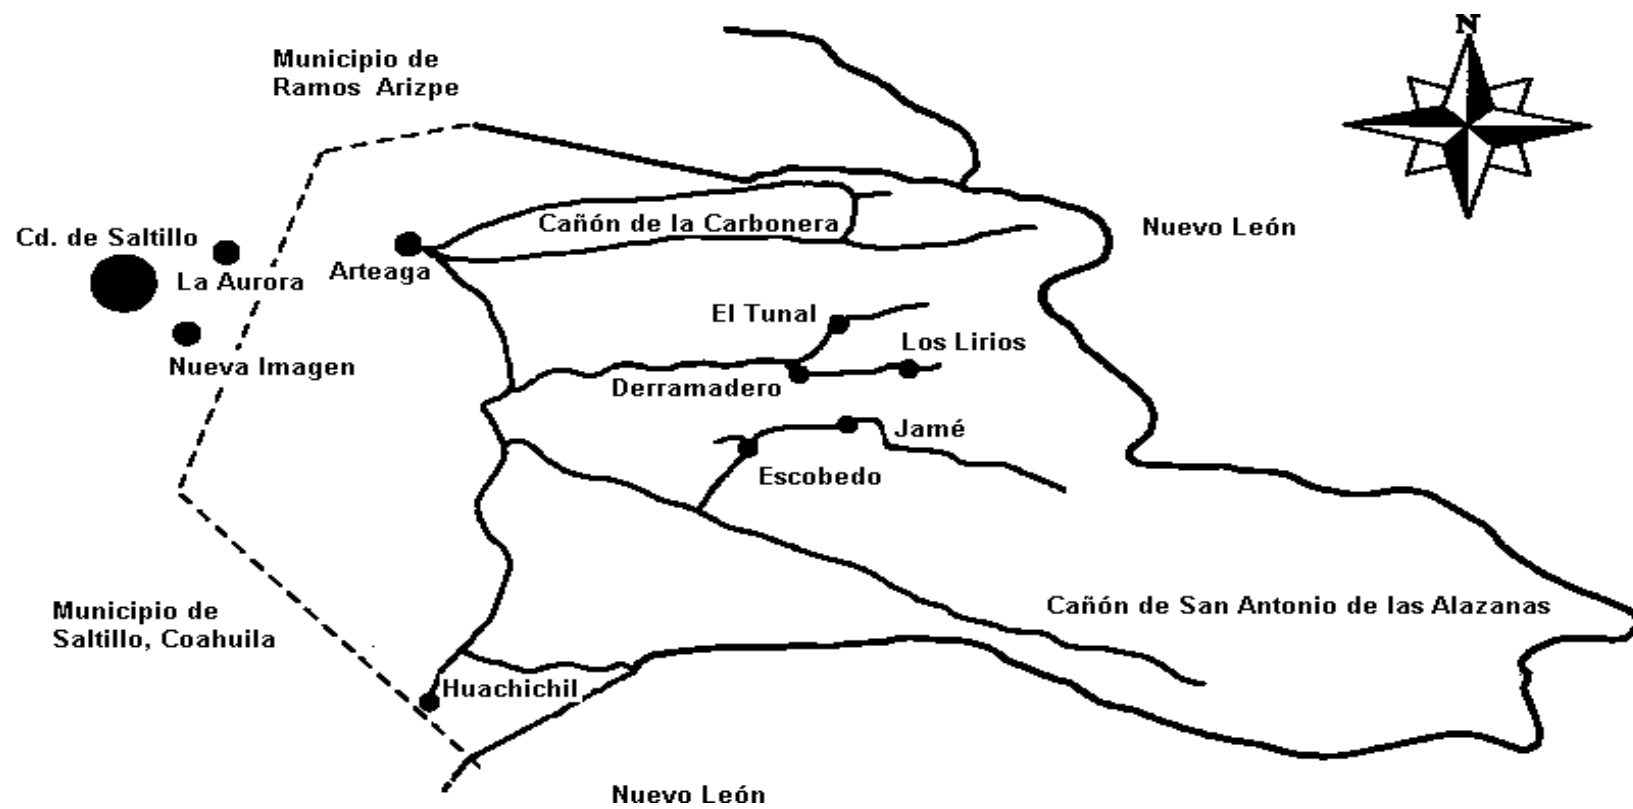 N
Municipio de
Ramos Arizpe
Nuevo León
Cañón de la Carbonera
Cd. de Saltillo
La Aurora
Arteaga
El Tunal
Los Lirios
Nueva Imagen
Derramadero
Jamé
Escobedo
Cañón de San Antonio de las Alazanas
Municipio de
Saltillo, Coahuila
Huachichil
Nuevo León